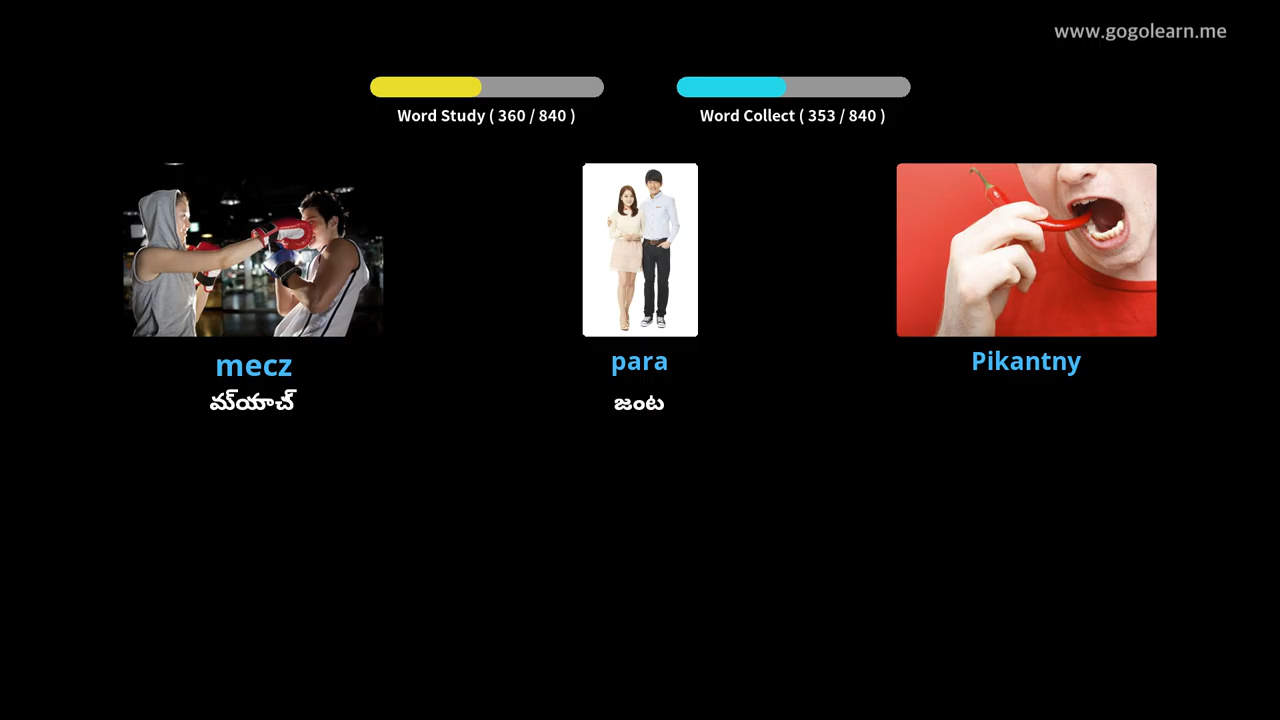 www.gogolearn.me
Word Study ( 360 / 840 )
Word Collect ( 353 / 840 )
mecz
para
Pikantny
మ్యాచ్
జంట